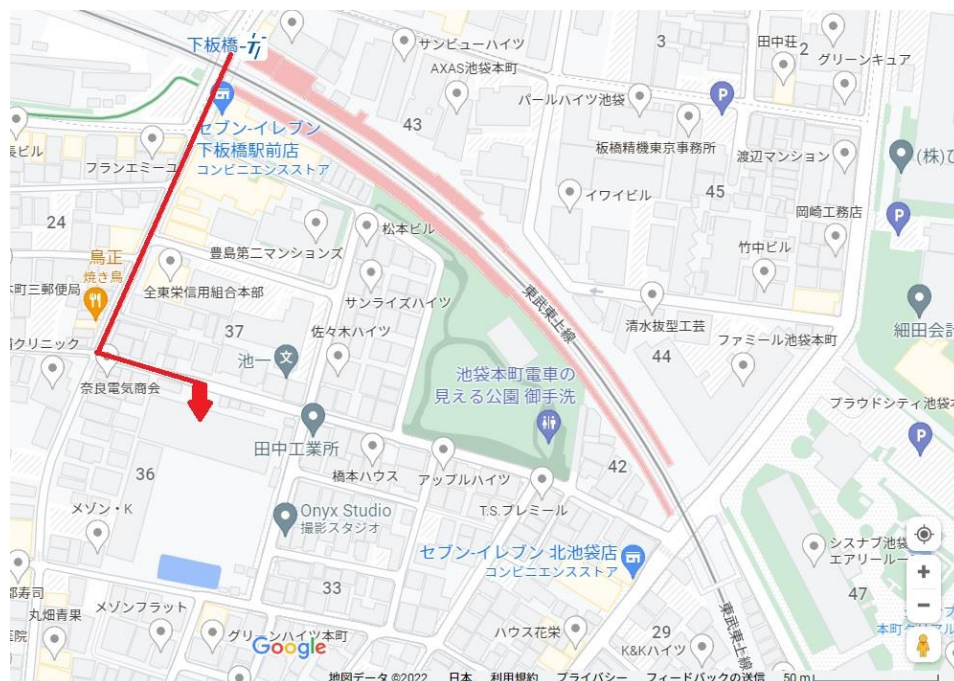 下板橋
サンビューハイツ
AXAS池袋本町
3
田中荘
2
グリーンキュア
パールハイツ池袋
P
43
板橋精機東京事務所
渡辺マンション
セブン-イレブン
下板橋駅前店
コンビニエンスストア
フランエミーユ
45
イワイビル
岡崎工務店
P
24
松本ビル
豊島第二マンションズ
竹中ビル
鳥正
焼き鳥
全東栄信用組合本部
サンライズハイツ
東武東上線
清水抜型工芸
細田会計
37
佐々木ハイツ
44
ファミール池袋本町
池一
文
奈良電気商会
池袋本町電車の
見える公園 御手洗
プラウドシティ池袋本
P
田中工業所
橋本ハウス
アップルハイツ
42
36
T.S.プレミール
メゾン・K
Onyx Studio
撮影スタジオ
セブン-イレブン 北池袋店
コンビニエンスストア
シスナブ池袋
エアリールー
33
47
メゾンフラット
丸畑青果
グリーンハイツ本町
Google
ハウス花栄
29
K&Kハイツ
東武東上線
地図データ ©2022 日本 利用規約 プライバシー フィードバックの送信 50 m